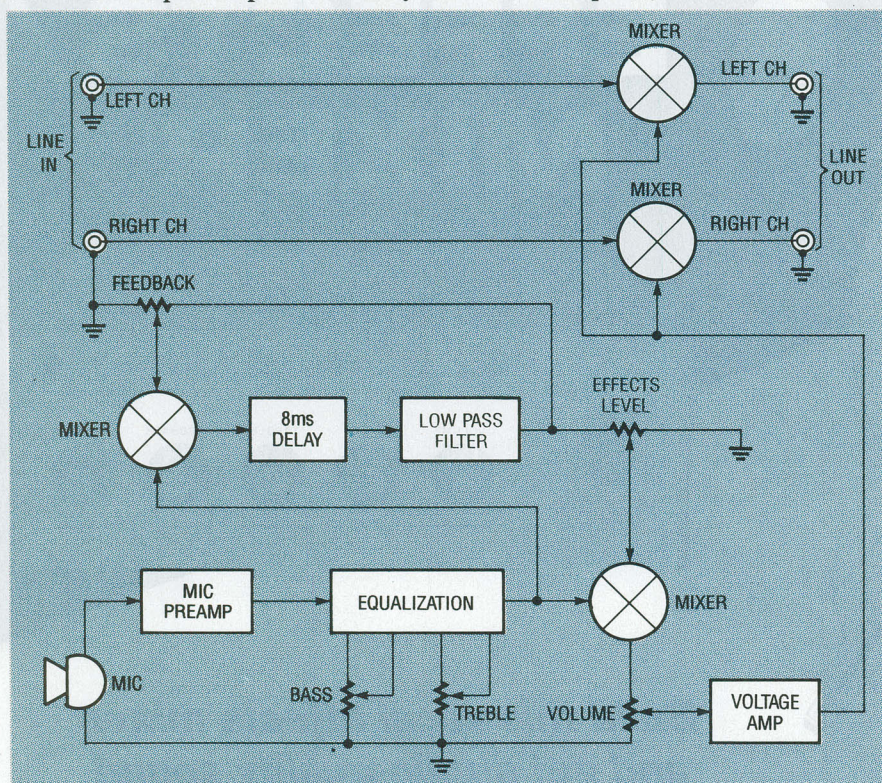 MIXER
LEFT CH
LEFT CH
LINE
IN
MIXER
LINE
OUT
RIGHT CH
RIGHT CH
FEEDBACK
EFFECTS
LEVEL
MIXER
8ms
DELAY
LOW PASS
FILTER
MIC
PREAMP
EQUALIZATION
MIXER
MIC
BASS
TREBLE
VOLUME
VOLTAGE
AMP